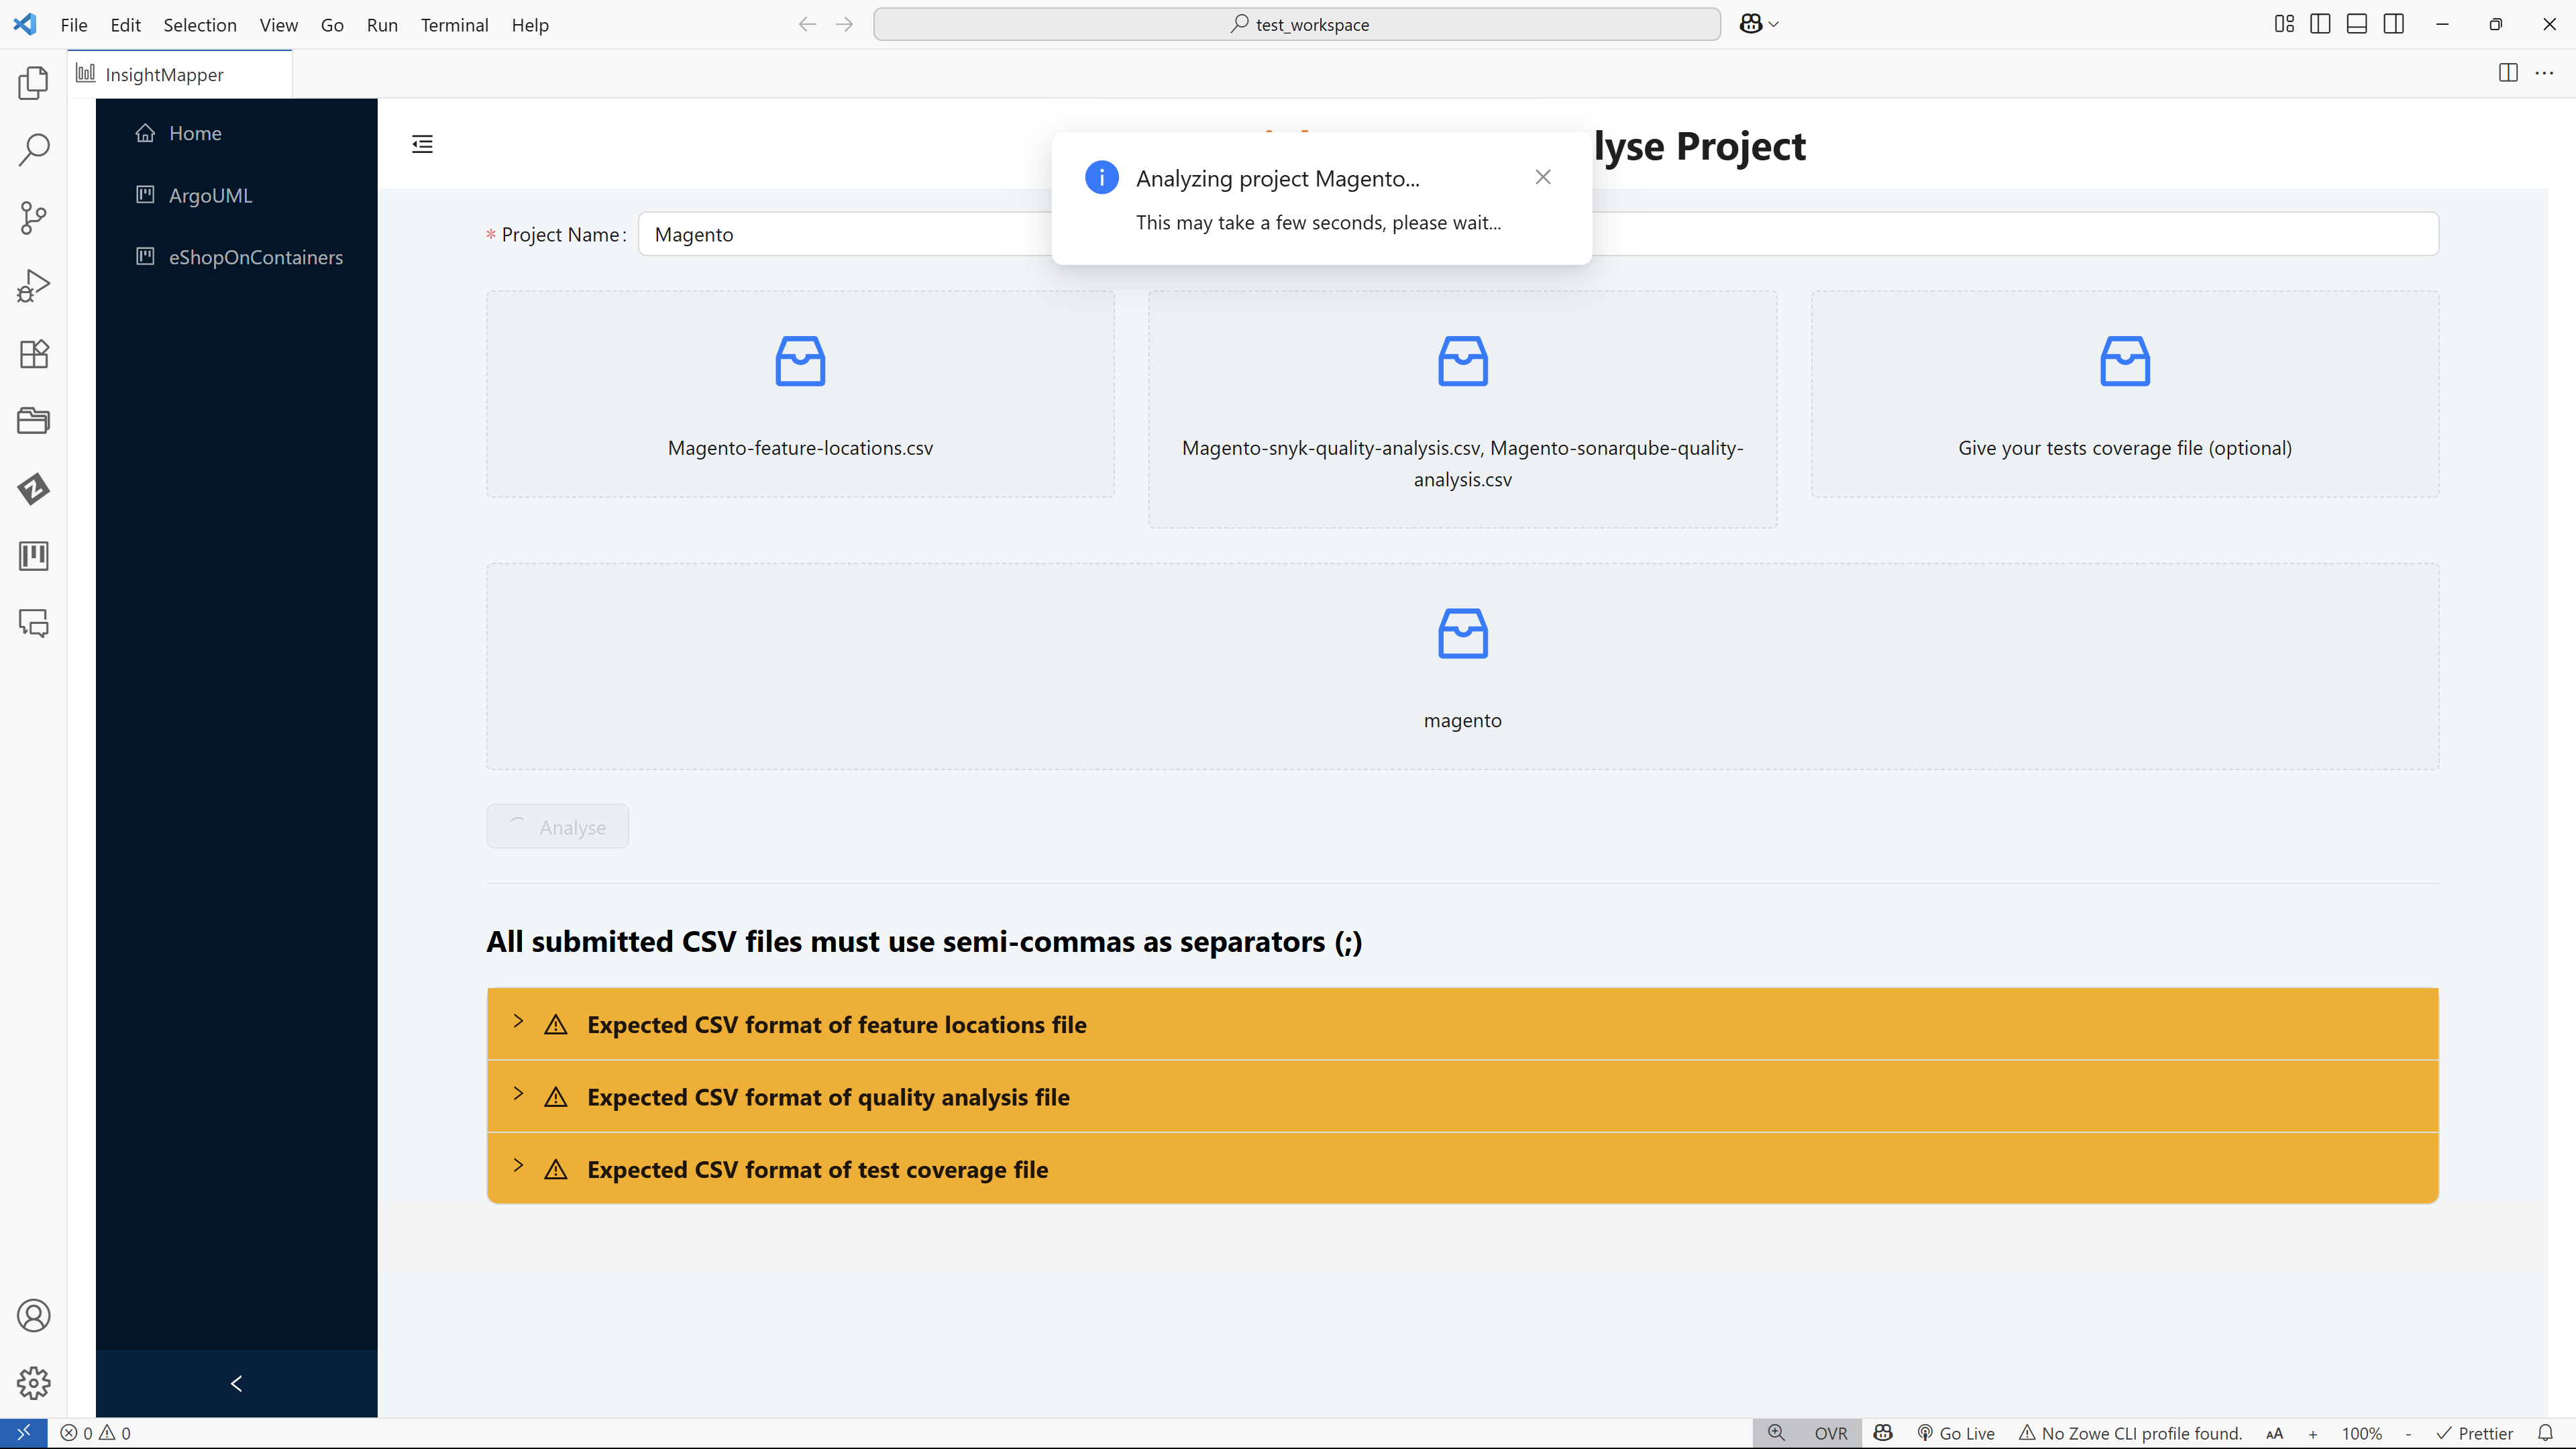 File Edit Selection View Go Run Terminal Help
test_workspace
InsightMapper
Home
ArgoUML
eShopOnContainers
lyse Project
Analyzing project Magento...
This may take a few seconds, please wait...
* Project Name :
Magento
Magento-feature-locations.csv
Magento-snyk-quality-analysis.csv, Magento-sonarqube-quality-
analysis.csv
Give your tests coverage file (optional)
magento
Analyse
All submitted CSV files must use semi-commas as separators (;)
Expected CSV format of feature locations file
Expected CSV format of quality analysis file
Expected CSV format of test coverage file
0 0 OVR Go Live No Zowe CLI profile found. AA + 100% - Prettier